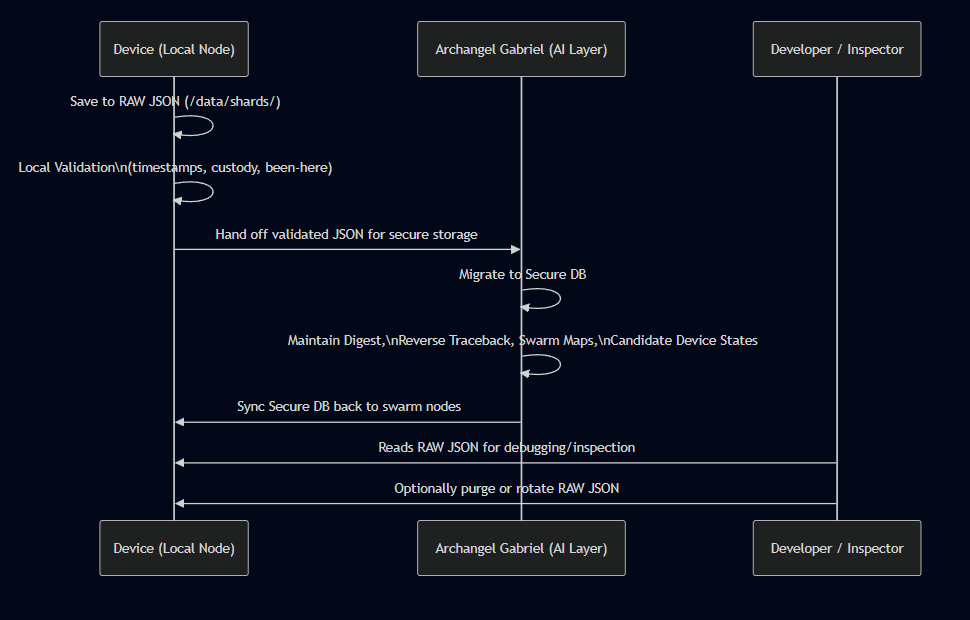 Device (Local Node)
Archangel Gabriel (AI Layer)
Developer / Inspector
Save to RAW JSON (/data/shards/)
Local Validation\n(timestamps, custody, been-here)
Hand off validated JSON for secure storage
Migrate to Secure DB
Maintain Digest,\nReverse Traceback, Swarm Maps,\nCandidate Device States
Sync Secure DB back to swarm nodes
Reads RAW JSON for debugging/inspection
Optionally purge or rotate RAW JSON
Device (Local Node)
Archangel Gabriel (AI Layer)
Developer / Inspector